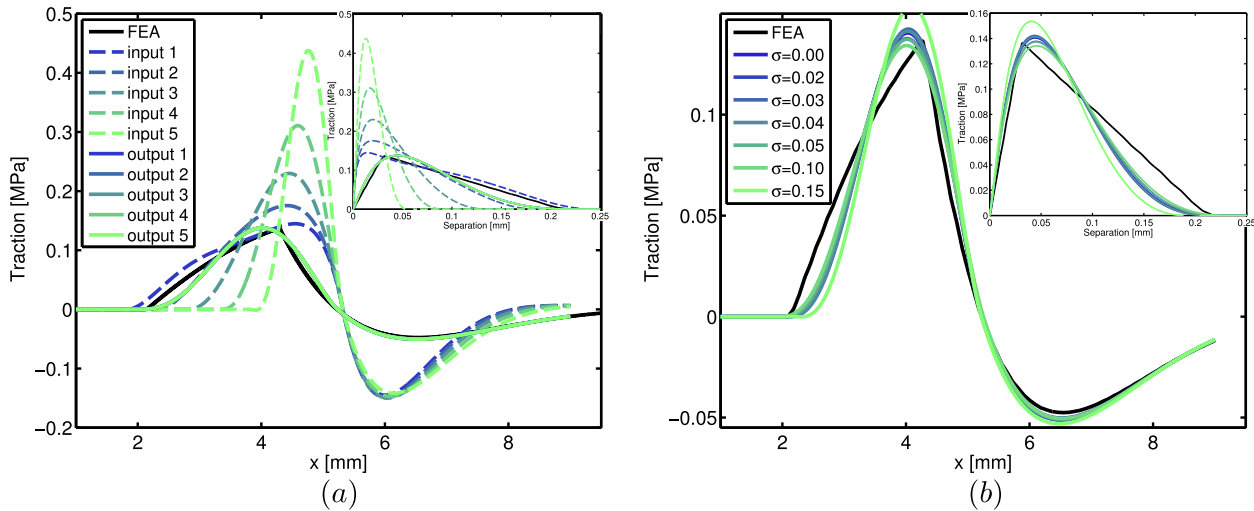 0.5
0.4
0.3
0.2
0.1
0
−0.1
−0.2
Traction [MPa]
2
4
6
8
x [mm]
FEA
input 1
input 2
input 3
input 4
input 5
output 1
output 2
output 3
output 4
output 5
0.5
0.4
0.3
0.2
0.1
0
Traction [MPa]
0
0.05
0.1
0.15
0.2
0.25
Separation [mm]
(a)
0.1
0.05
0
−0.05
Traction [MPa]
2
4
6
8
x [mm]
FEA
σ=0.00
σ=0.02
σ=0.03
σ=0.04
σ=0.05
σ=0.10
σ=0.15
0.16
0.14
0.12
0.10
0.08
0.06
0.04
0.02
0
Traction [MPa]
0
0.05
0.1
0.15
0.2
0.25
Separation [mm]
(b)